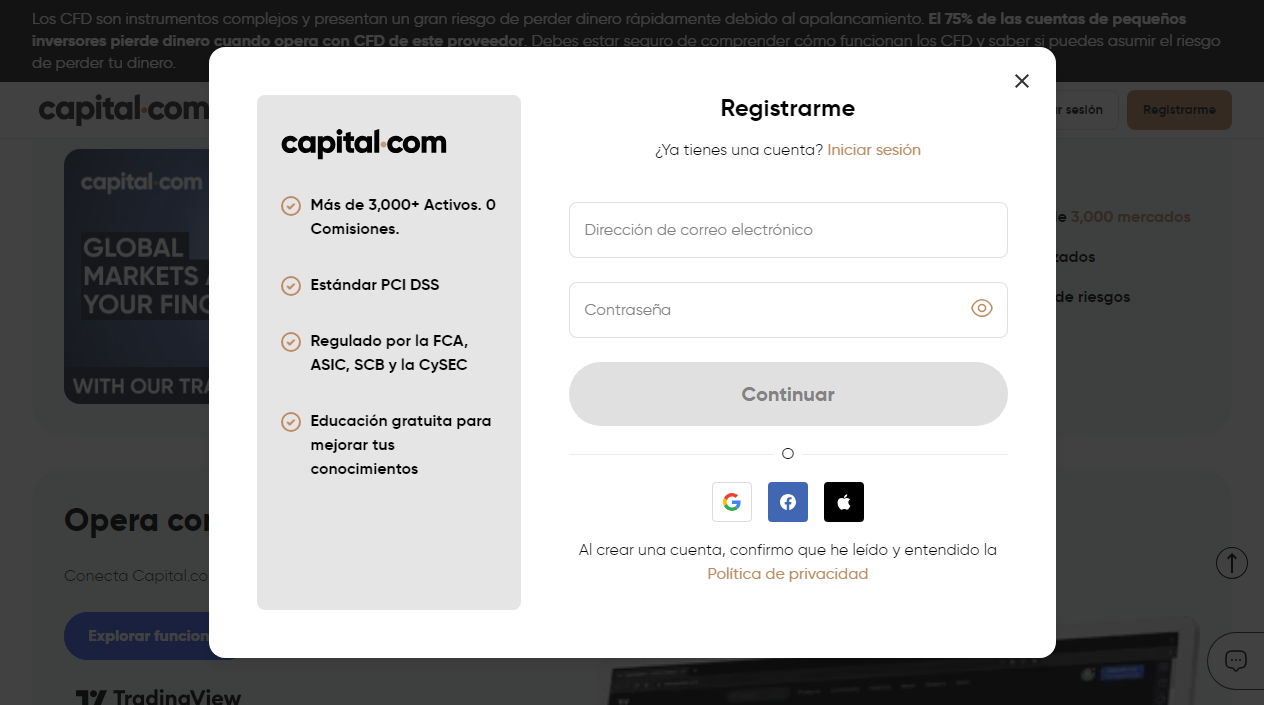 Los CFD son instrumentos complejos y presentan un gran riesgo de perder dinero rápidamente debido al apalancamiento. El 75% de las cuentas de pequeños
inversores pierde dinero cuando opera con CFD de este proveedor. Debes estar seguro de comprender cómo funcionan los CFD y saber si puedes asumir el riesgo
de perder tu dinero.
capital.com
sesión
Registrarme
capital.com
GLOBAL
MARKETS
YOUR FINC
WITH OUR TRA
e 3,000 mercados
zados
de riesgos
capital.com
Más de 3,000+ Activos. 0
Comisiones.
Estándar PCI DSS
Regulado por la FCA,
ASIC, SCB y la CySEC
Educación gratuita para
mejorar tus
conocimientos
Registrarme
¿Ya tienes una cuenta? Iniciar sesión
Dirección de correo electrónico
Contraseña
Continuar
O
Al crear una cuenta, confirmo que he leído y entendido la
Política de privacidad
Opera con
Conecta Capital.co
Explorar funcion
TradingView